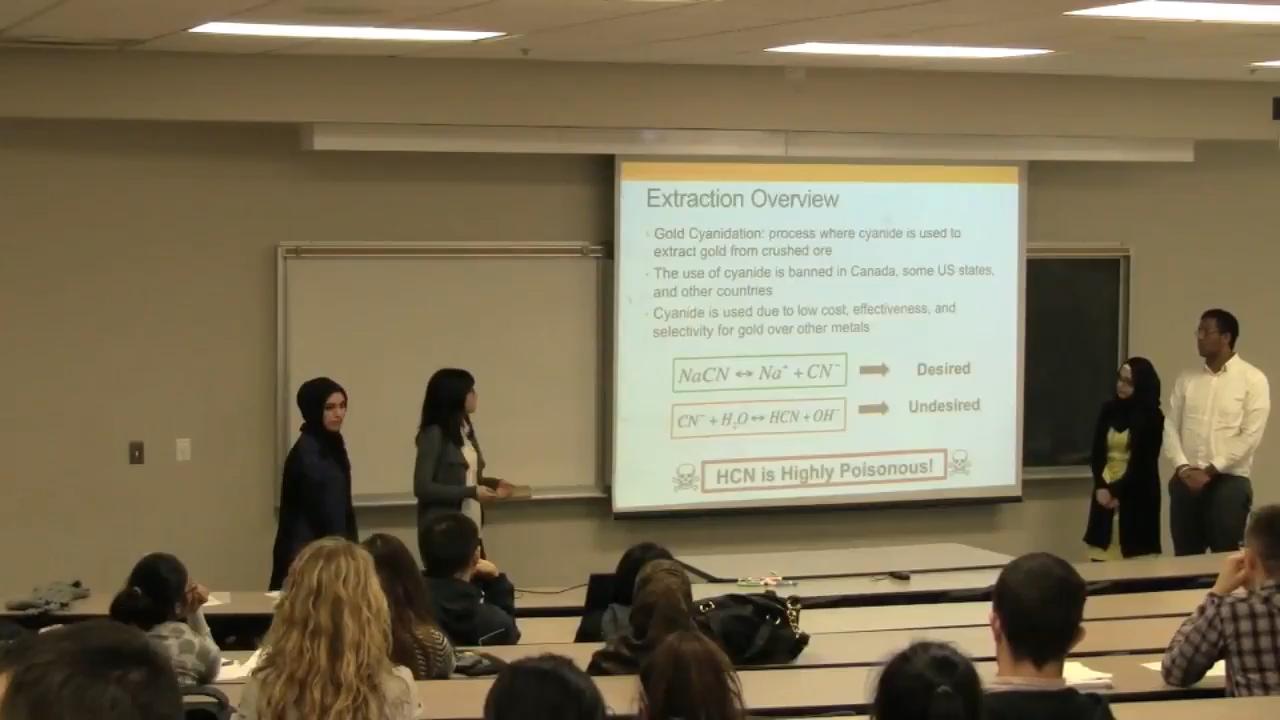 Extraction Overview
Gold Cyanidation: process where cyanide is used to
extract gold from crushed ore
The use of cyanide is banned in Canada, some US states,
and other countries
Cyanide is used due to low cost, effectiveness, and
selectivity for gold over other metals
NaCN ↔ Na⁺ + CN⁻ Desired
CN⁻ + H₂O ↔ HCN + OH⁻ Undesired
HCN is Highly Poisonous!